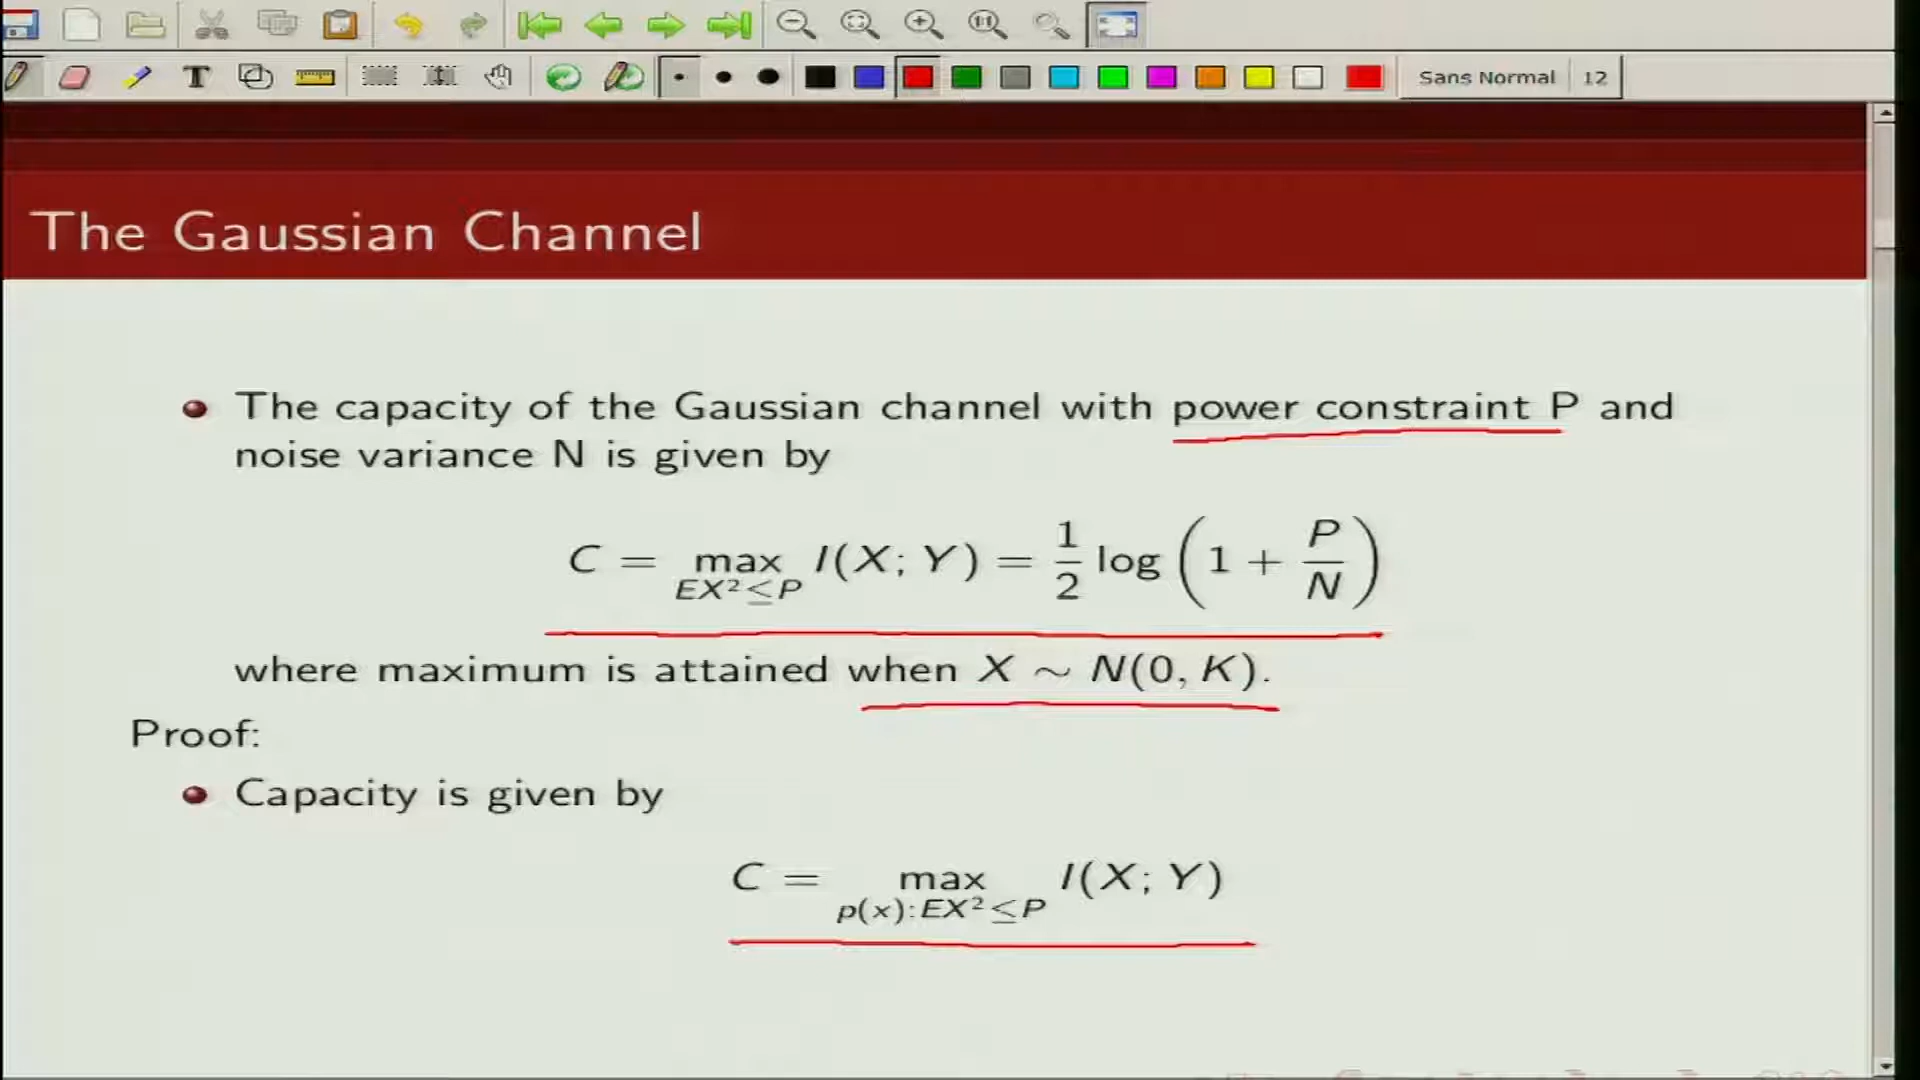 T
Sans Normal 12
The Gaussian Channel
The capacity of the Gaussian channel with power constraint P and
noise variance N is given by
C = max_{EX²≤P} I(X; Y) = 1/2 log(1 + P/N)
where maximum is attained when X ∼ N(0, K).
Proof:
Capacity is given by
C = max_{p(x):EX²≤P} I(X; Y)